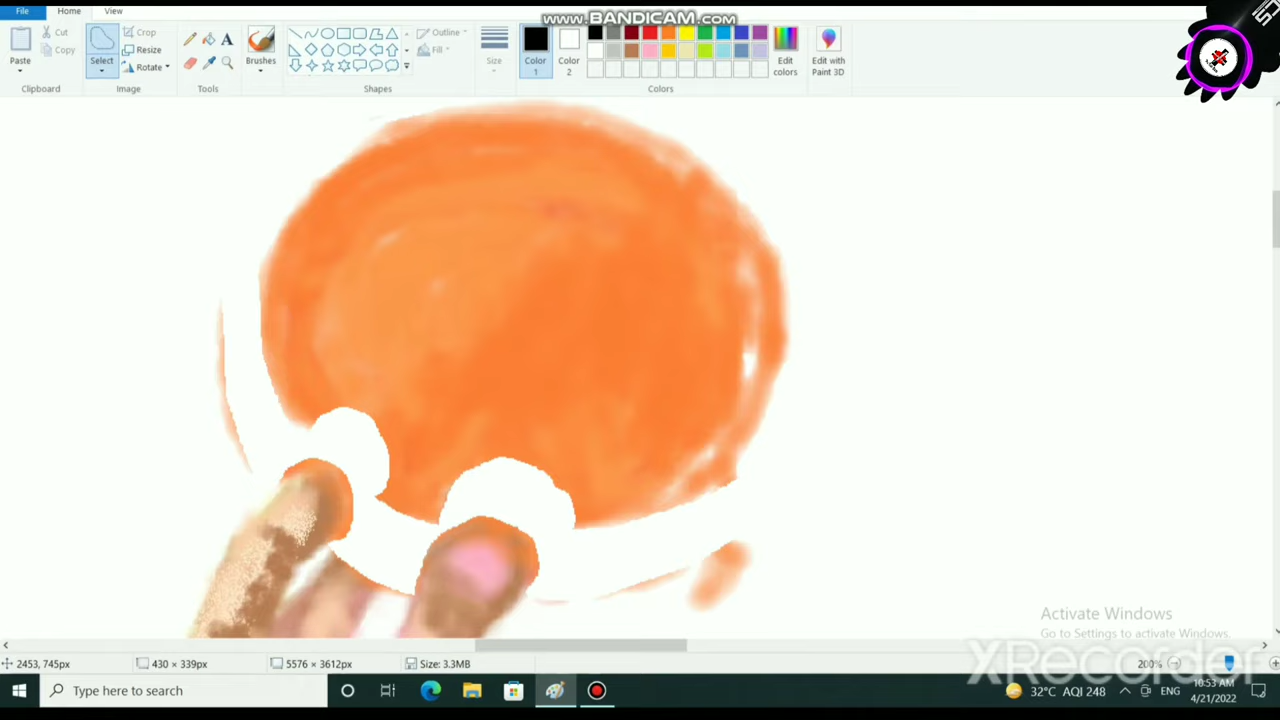 www.BANDICAM.com
File Home View
Paste
Cut
Copy
Clipboard
Select
Crop
Resize
Rotate
Image
A
Tools
Brushes
Outline
Fill
Shapes
Size
Color 1
Color 2
Edit colors
Colors
Edit with Paint 3D
Activate Windows
Go to Settings to activate Windows.
XRecorder
2453, 745px
430 × 339px
5576 × 3612px
Size: 3.3MB
200%
Type here to search
32°C AQI 248
ENG
10:53 AM
4/21/2022